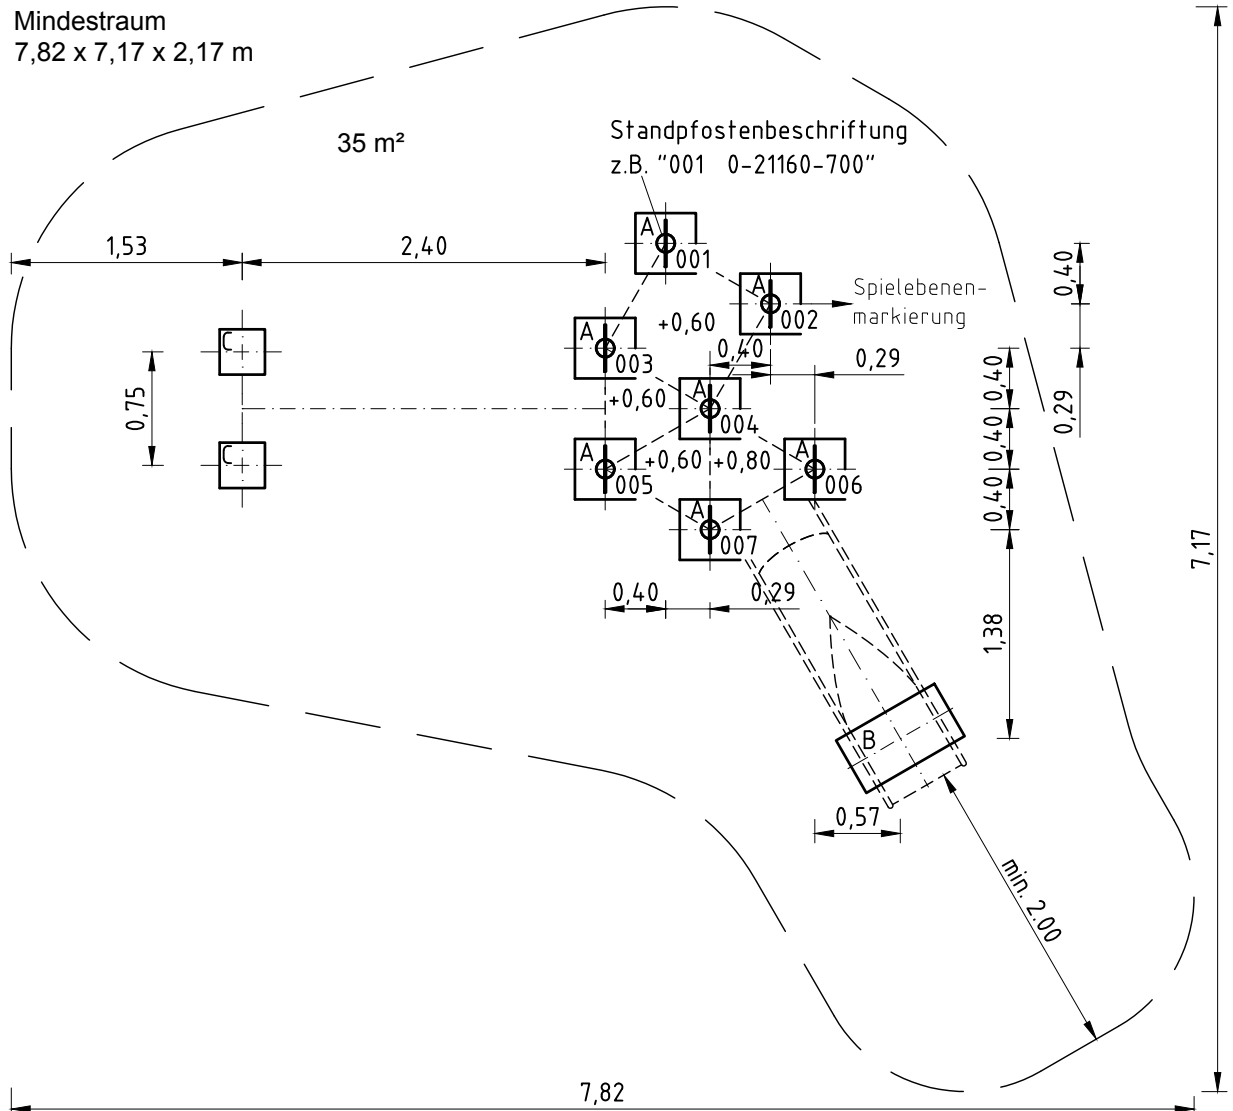 Mindestraum
7,82 x 7,17 x 2,17 m
35 m²
Standpfostenbeschriftung
z.B. "001 0-21160-700"
1,53
2,40
A
001
0,40
A
002
Spielebenen-
markierung
+0,60
A
003
0,40
0,29
0,40
0,29
C
0,75
+0,60
A
004
0,40
C
A
005
+0,60
+0,80
A
006
0,40
A
007
7,17
0,40
0,29
1,38
B
0,57
min. 2.00
7,82